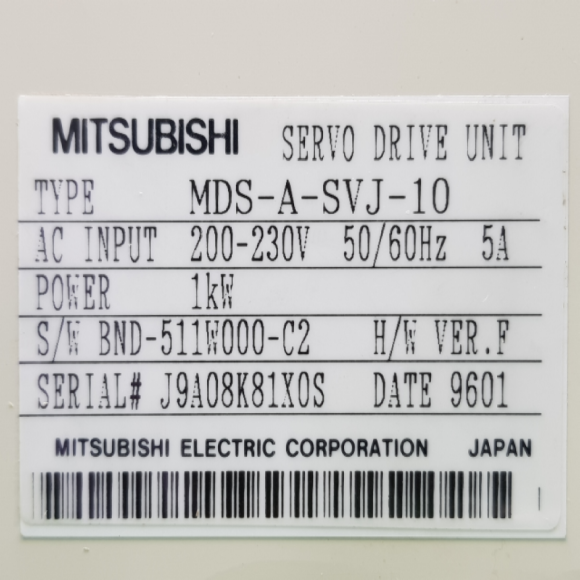 MITSUBISHI SERVO DRIVE UNIT
TYPE MDS-A-SVJ-10
AC INPUT 200-230V 50/60Hz 5A
POWER 1kW
S/W BND-511W000-C2 H/W VER.F
SERIAL# J9A08K81X0S DATE 9601
MITSUBISHI ELECTRIC CORPORATION JAPAN